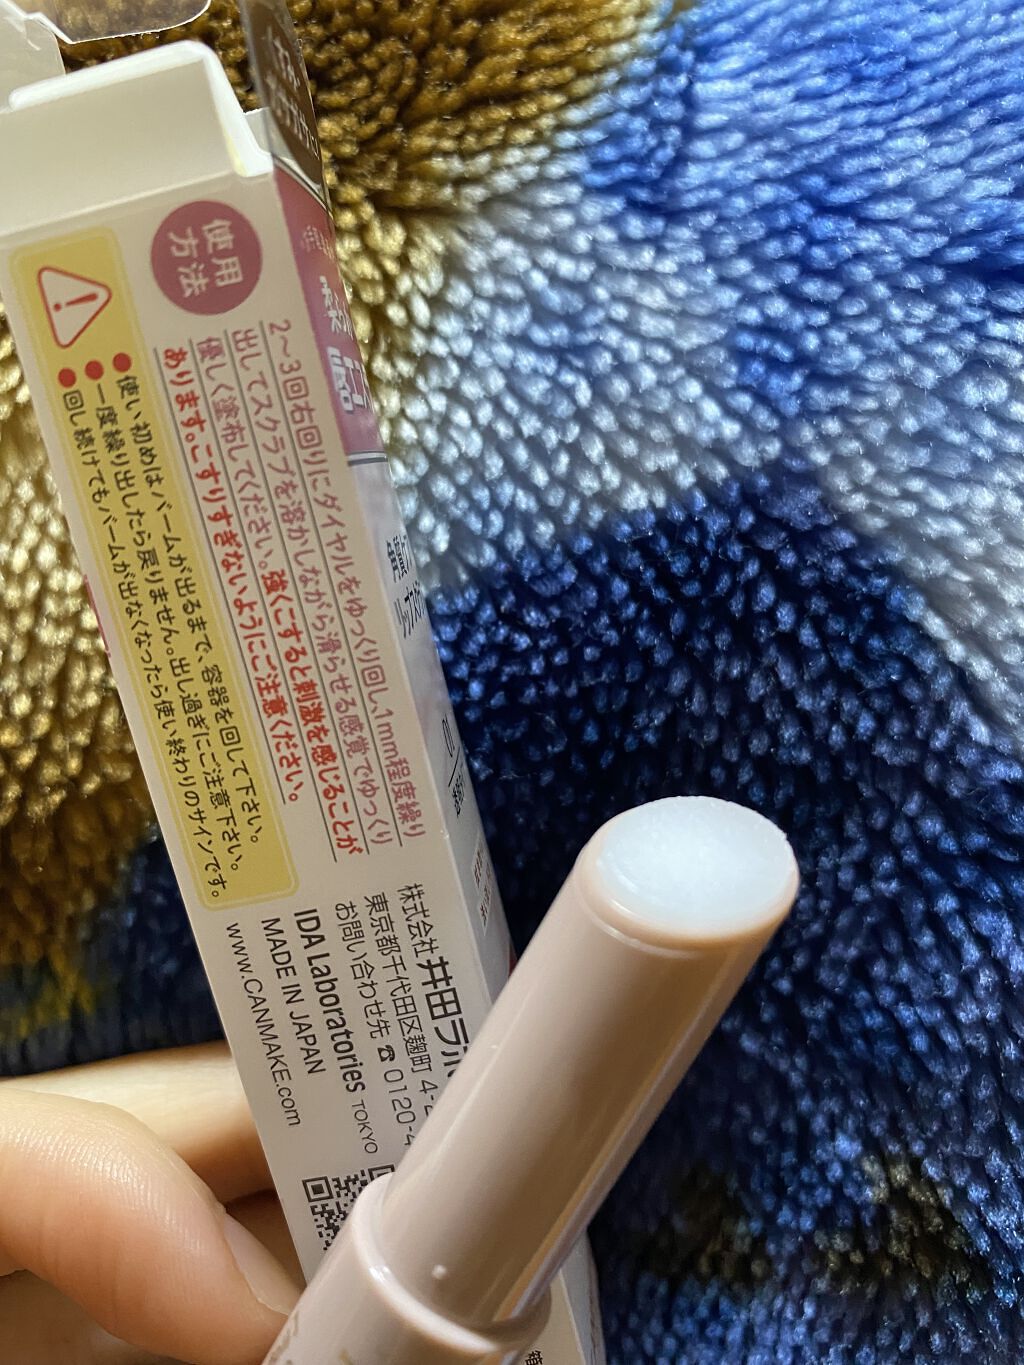 使用
方法
2〜3回右回りにダイヤルをゆっくり回し、1mm程度繰り
出してスクラブを溶かしながら滑らせる感覚でゆっくり
優しく塗布してください。強くこすると刺激を感じることが
あります。こすりすぎないようにご注意ください。
●使い初めはバームが出るまで、容器を回して下さい。
●一度繰り出したら戻りません。出し過ぎにご注意下さい。
●回し続けてもバームが出なくなったら使い終わりのサインです。
株式会社 井田ラボ
東京都千代田区麹町 4-
お問い合わせ先 ☎ 0120-4
IDA Laboratories TOKYO
MADE IN JAPAN
www.CANMAKE.com